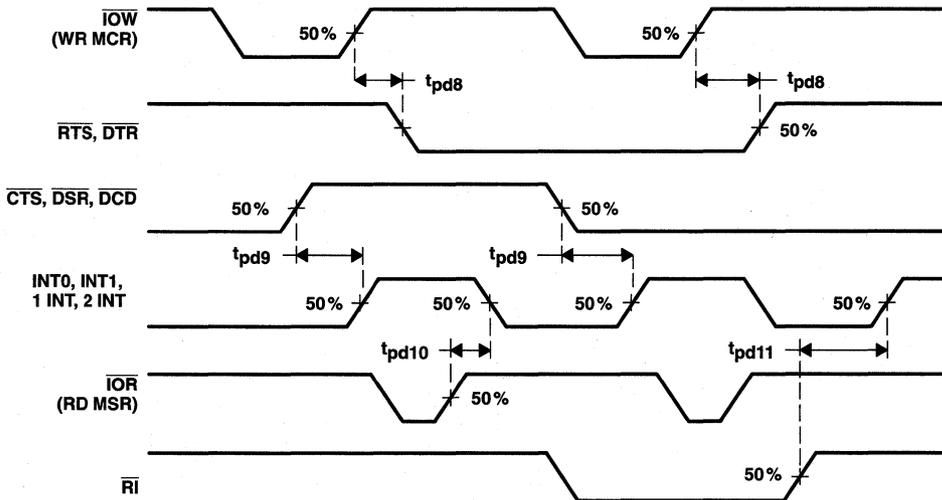 IOW
(WR MCR)
50%
50%
tpd8
tpd8
RTS, DTR
50%
CTS, DSR, DCD
50%
50%
tpd9
tpd9
INT0, INT1,
1 INT, 2 INT
50%
50%
50%
50%
tpd10
tpd11
IOR
(RD MSR)
50%
RI
50%